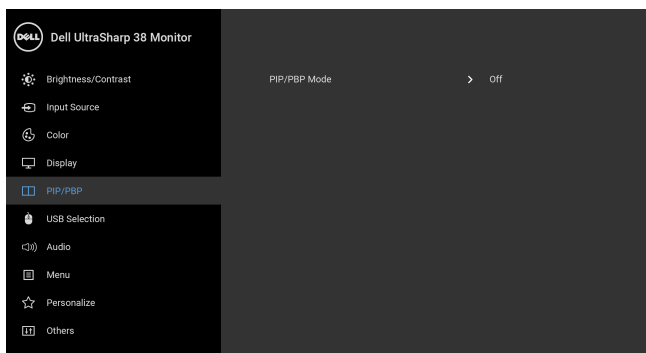 DELL Dell UltraSharp 38 Monitor
Brightness/Contrast
PIP/PBP Mode Off
Input Source
Color
Display
PIP/PBP
USB Selection
Audio
Menu
Personalize
Others